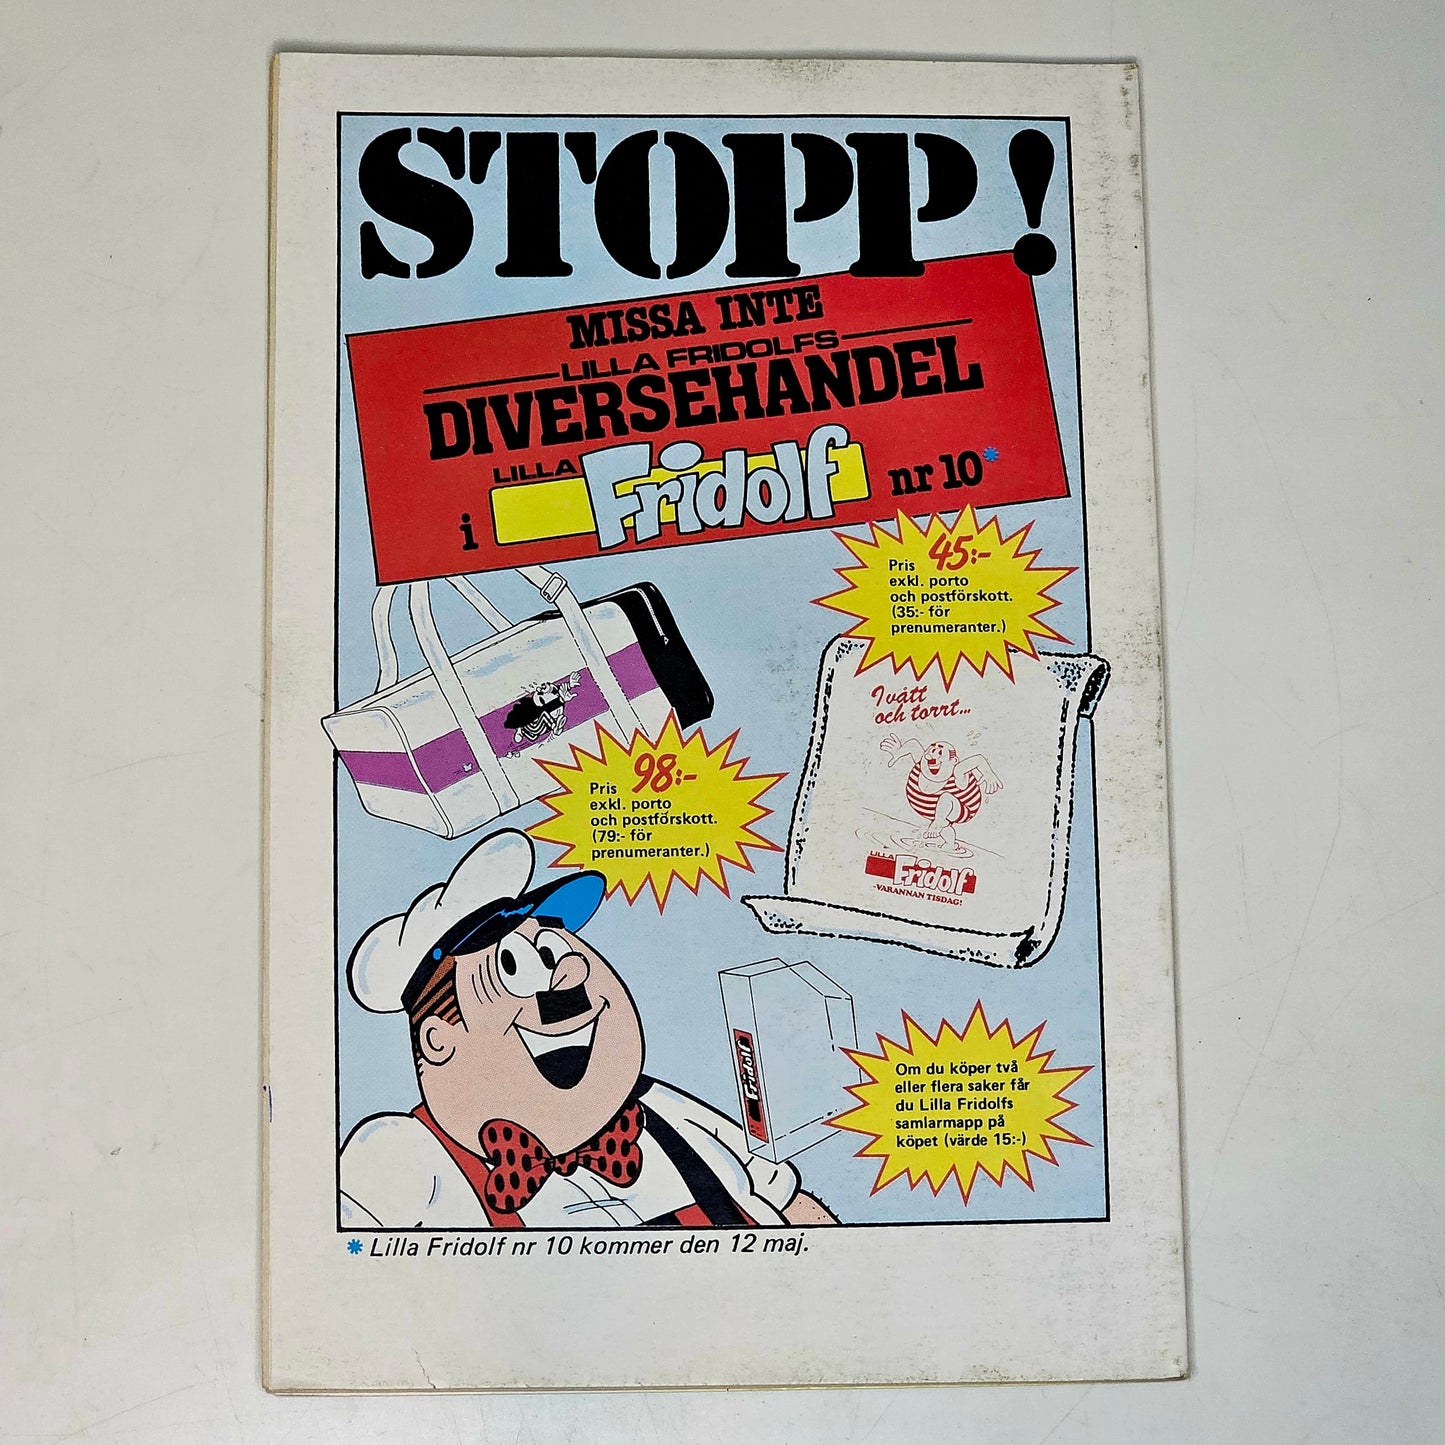 STOPP!
MISSA INTE
LILLA FRIDOLFS
DIVERSEHANDEL
i LILLA Fridolf nr 10*
Pris 45:-
exkl. porto
och postförskott.
(35:- för
prenumeranter.)
I vått
och torrt...
LILLA
Fridolf
-VARANNAN TISDAG!
Pris 98:-
exkl. porto
och postförskott.
(79:- för
prenumeranter.)
Fridolf
Om du köper två
eller flera saker får
du Lilla Fridolfs
samlarmapp på
köpet (värde 15:-)
* Lilla Fridolf nr 10 kommer den 12 maj.